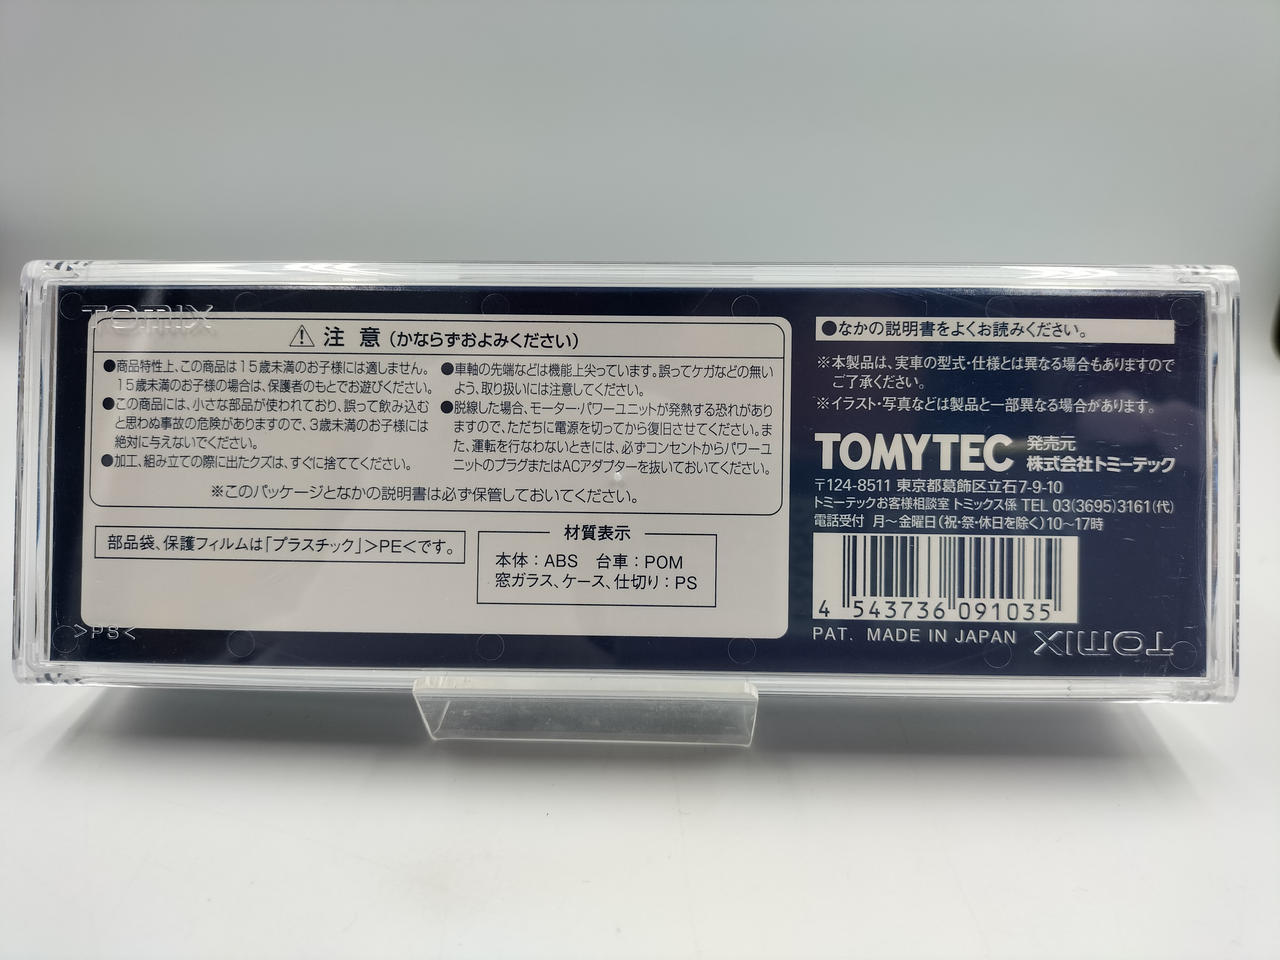 TOMIX
⚠ 注意(かならずおよみください)
●商品特性上、この商品は15歳未満のお子様には適しません。
15歳未満のお子様の場合は、保護者のもとでお遊びください。
●この商品には、小さな部品が使われており、誤って飲み込む
と思わぬ事故の危険がありますので、3歳未満のお子様には
絶対に与えないでください。
●加工、組み立ての際に出たクズは、すぐに捨ててください。
●車軸の先端などは機能上尖っています。誤ってケガなどの無い
よう、取り扱いには注意してください。
●脱線した場合、モーター・パワーユニットが発熱する恐れがあり
ますので、ただちに電源を切ってから復旧させてください。ま
た、運転を行なわないときには、必ずコンセントからパワーユ
ニットのプラグまたはACアダプターを抜いておいてください。
※このパッケージとなかの説明書は必ず保管しておいてください。
部品袋、保護フィルムは「プラスチック」>PE<です。
材質表示
本体:ABS 台車:POM
窓ガラス、ケース、仕切り:PS
>PS<
●なかの説明書をよくお読みください。
※本製品は、実車の型式・仕様とは異なる場合もありますので
ご了承ください。
※イラスト・写真などは製品と一部異なる場合があります。
TOMYTEC 発売元
株式会社トミーテック
〒124-8511 東京都葛飾区立石7-9-10
トミーテックお客様相談室 トミックス係 TEL 03(3695)3161(代)
電話受付 月〜金曜日(祝・祭・休日を除く)10〜17時
4 543736 091035
PAT. MADE IN JAPAN
TOMIX